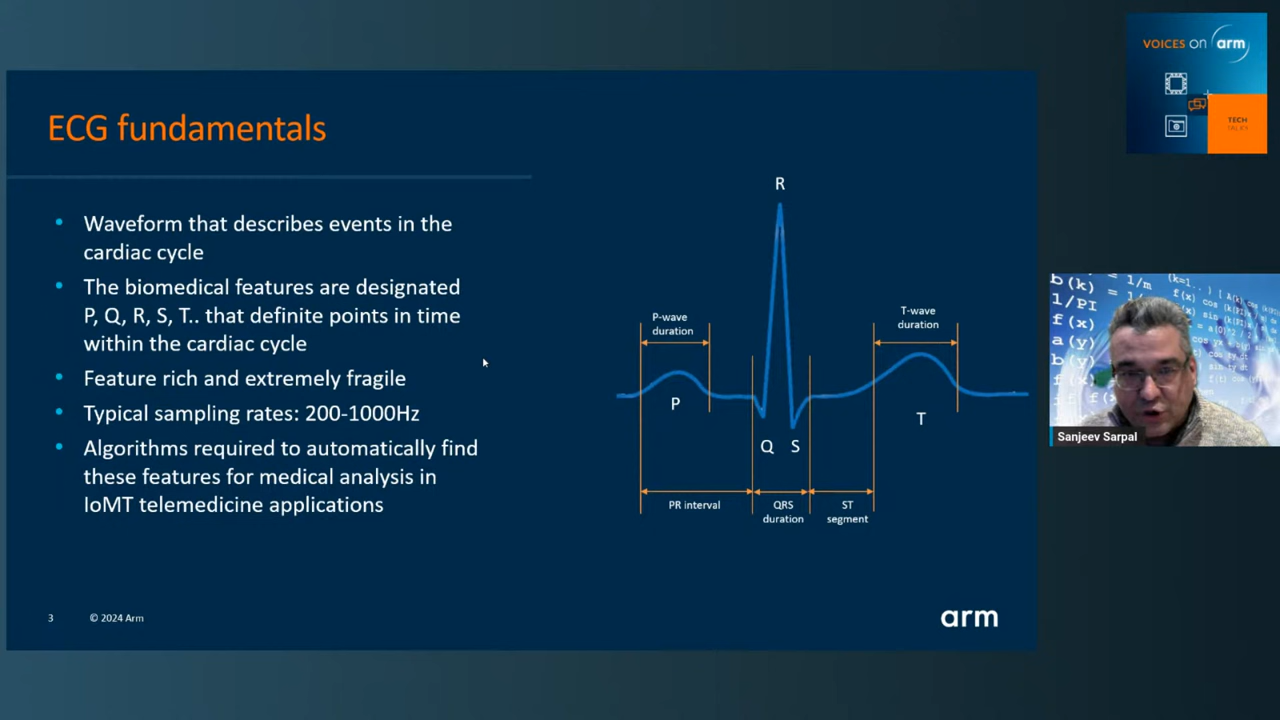 VOICES on arm
TECH
TALKS
ECG fundamentals
• Waveform that describes events in the
cardiac cycle
• The biomedical features are designated
P, Q, R, S, T.. that definite points in time
within the cardiac cycle
• Feature rich and extremely fragile
• Typical sampling rates: 200-1000Hz
• Algorithms required to automatically find
these features for medical analysis in
IoMT telemedicine applications
R
P-wave
duration
T-wave
duration
P
T
Q S
PR interval
QRS
duration
ST
segment
b(k)
1/PI
f(x)
a(y)
b(y)
Sanjeev Sarpal
3 © 2024 Arm
arm